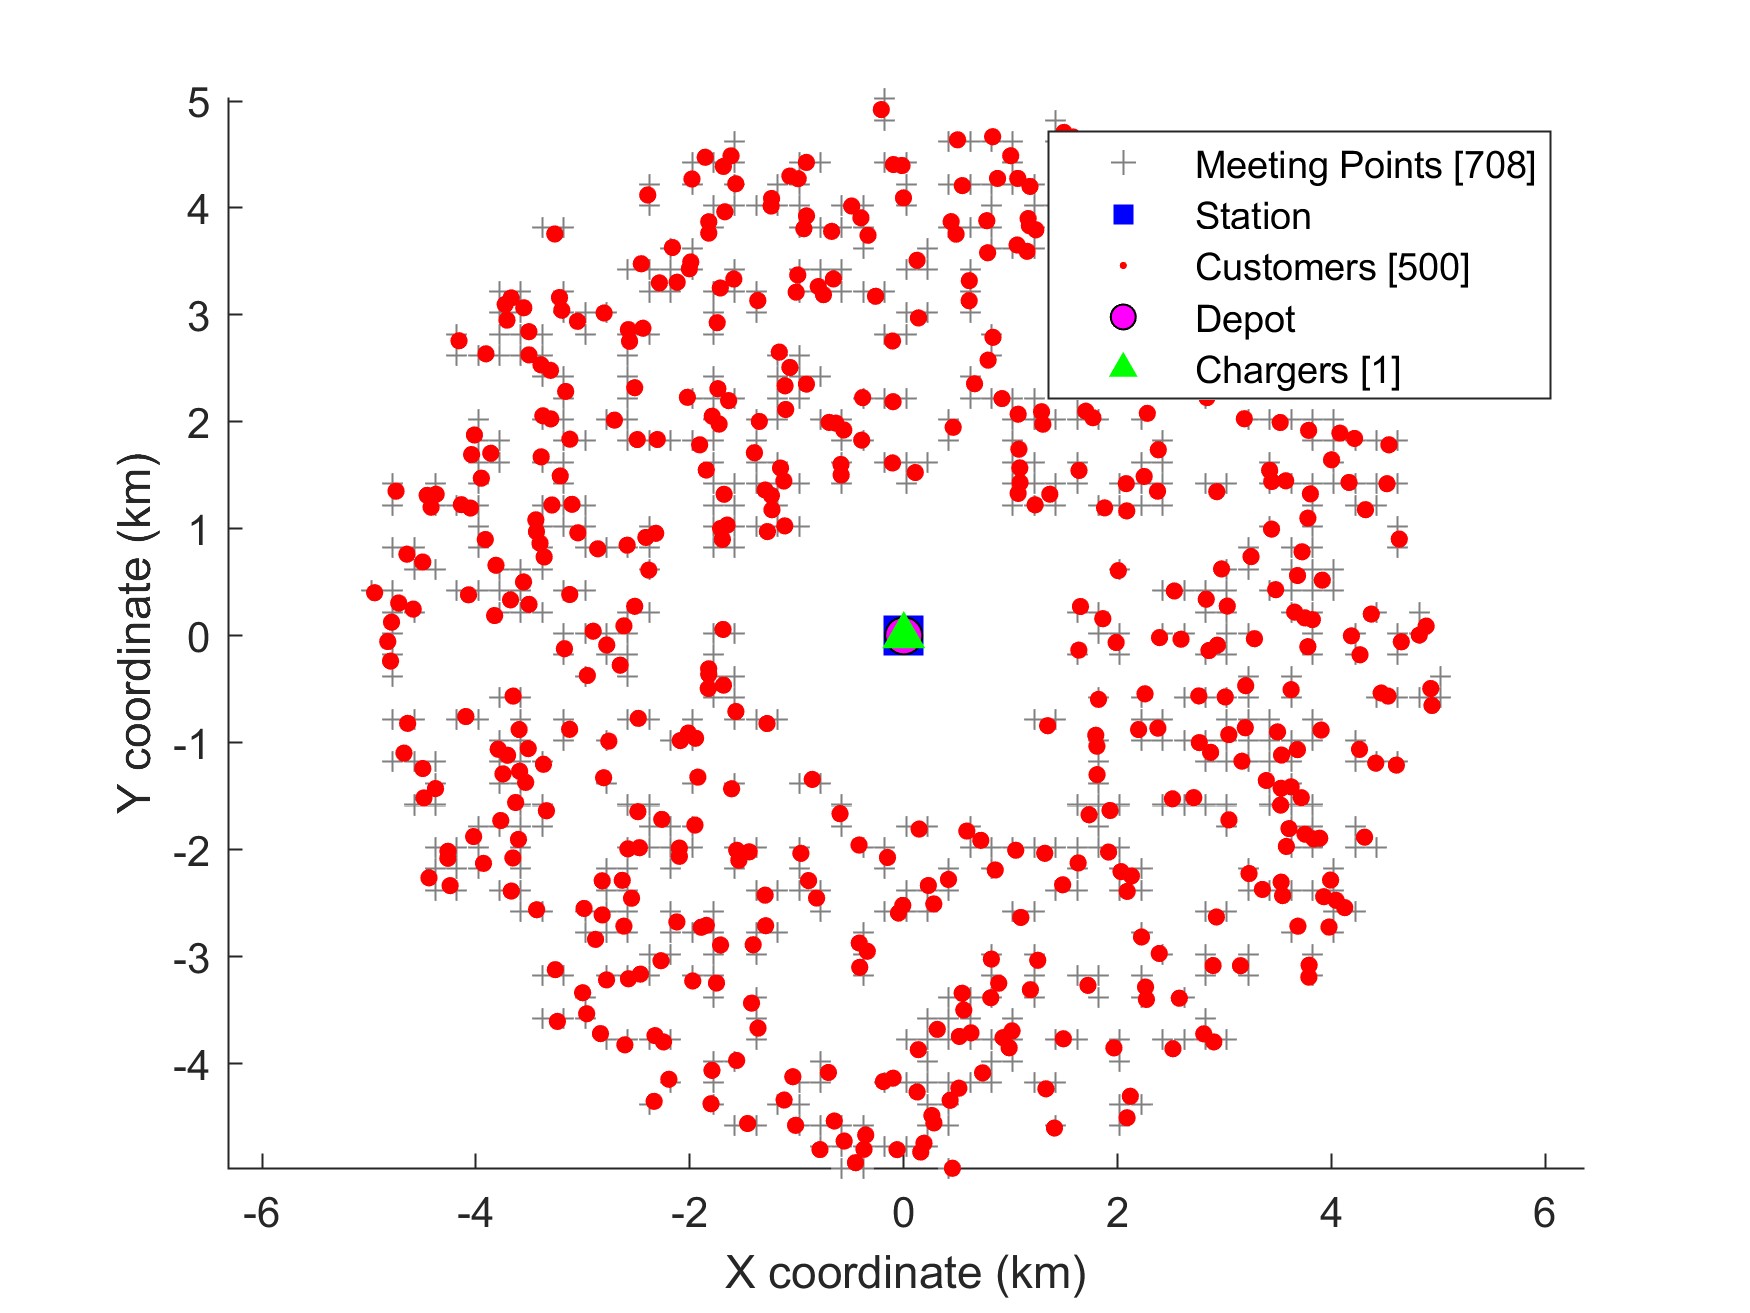 5
4
3
2
1
0
-1
-2
-3
-4
Y coordinate (km)
Meeting Points [708]
Station
Customers [500]
Depot
Chargers [1]
-6 -4 -2 0 2 4 6
X coordinate (km)